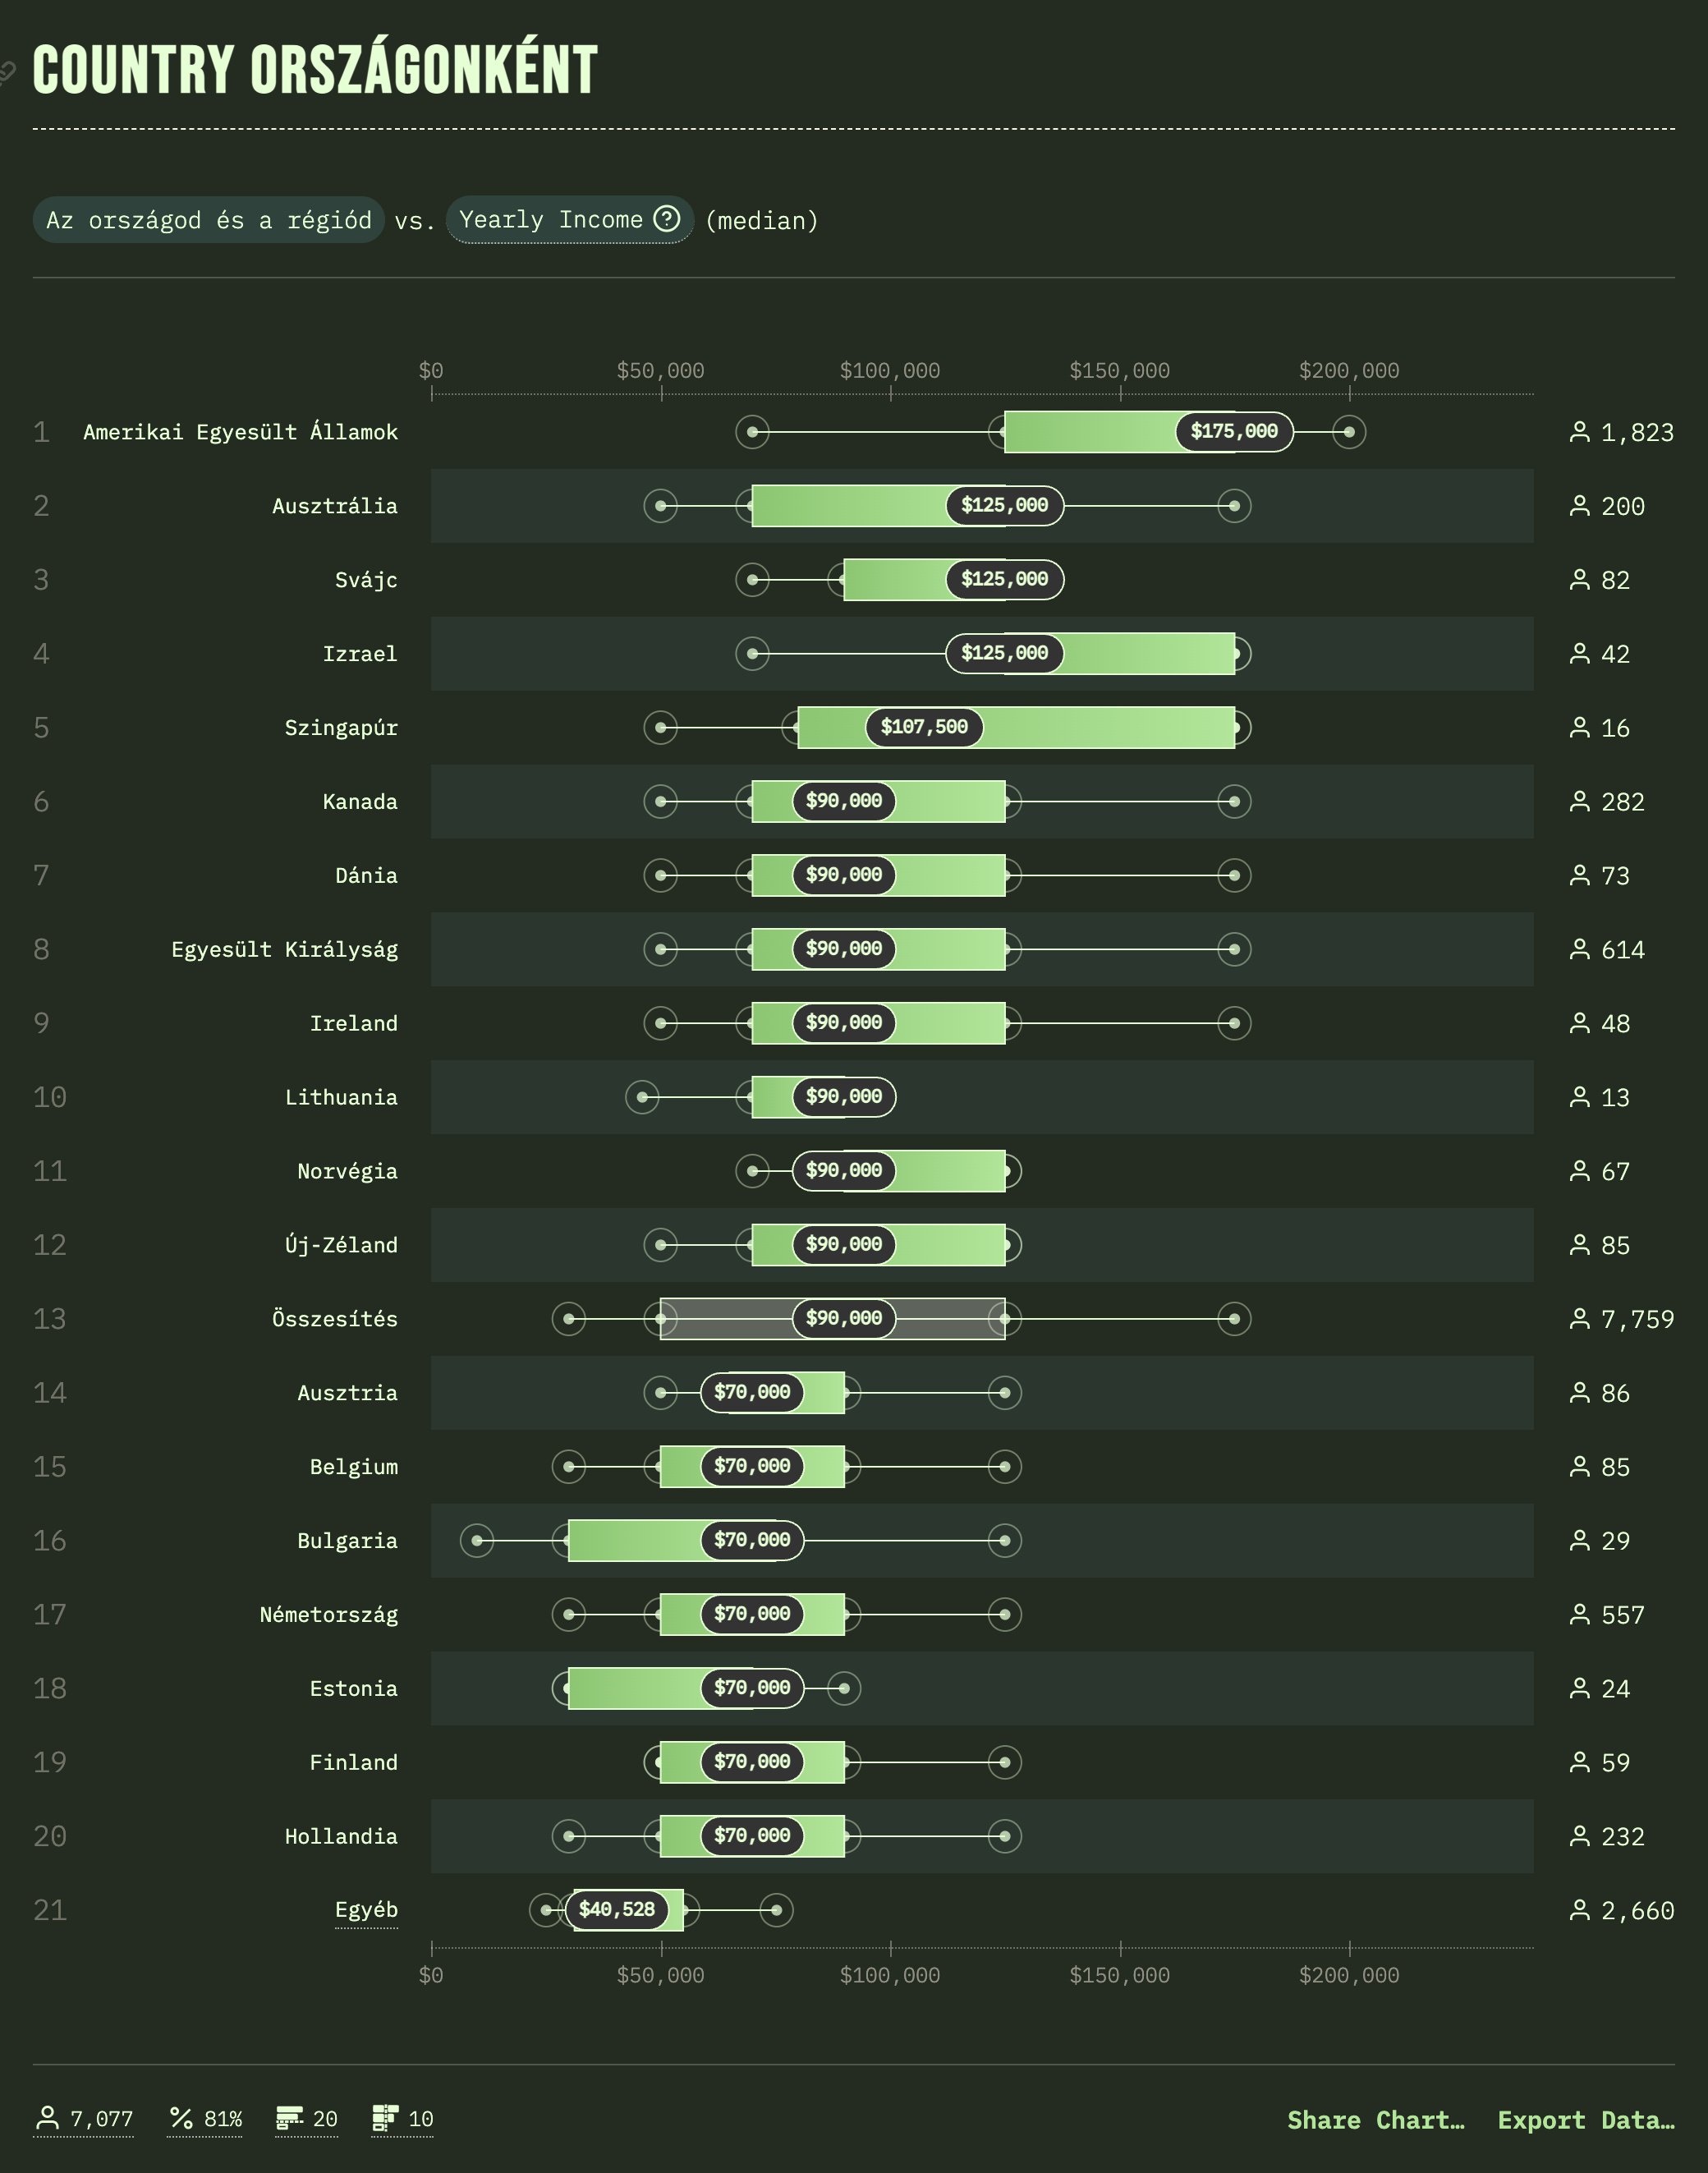 COUNTRY ORSZÁGONKÉNT
Az országod és a régiód vs. Yearly Income ? (median)
$0 $50,000 $100,000 $150,000 $200,000
1 Amerikai Egyesült Államok $175,000 1,823
2 Ausztrália $125,000 200
3 Svájc $125,000 82
4 Izrael $125,000 42
5 Szingapúr $107,500 16
6 Kanada $90,000 282
7 Dánia $90,000 73
8 Egyesült Királyság $90,000 614
9 Ireland $90,000 48
10 Lithuania $90,000 13
11 Norvégia $90,000 67
12 Új-Zéland $90,000 85
13 Összesítés $90,000 7,759
14 Ausztria $70,000 86
15 Belgium $70,000 85
16 Bulgaria $70,000 29
17 Németország $70,000 557
18 Estonia $70,000 24
19 Finland $70,000 59
20 Hollandia $70,000 232
21 Egyéb $40,528 2,660
$0 $50,000 $100,000 $150,000 $200,000
7,077 % 81% 20 10 Share Chart… Export Data…